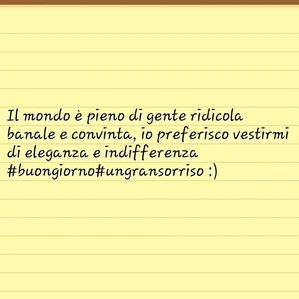 Il mondo è pieno di gente ridicola
banale e convinta, io preferisco vestirmi
di eleganza e indifferenza
#buongiorno#ungransorriso :)